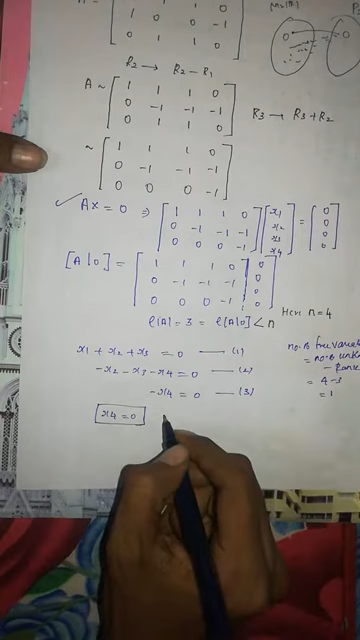 A = [ 1 1 1 0
1 0 0 -1
0 1 1 0 ]
R2 → R2 - R1
A ~ [ 1 1 1 0
0 -1 -1 -1
0 1 1 0 ] R3 → R3 + R2
~ [ 1 1 1 0
0 -1 -1 -1
0 0 0 -1 ]
✓ AX = 0 ⇒ [ 1 1 1 0
0 -1 -1 -1
0 0 0 -1 ] [ x1
x2
x3
x4 ] = [ 0
0
0
0 ]
[A|0] = [ 1 1 1 0 | 0
0 -1 -1 -1 | 0
0 0 0 -1 | 0 ]
ρ(A) = 3 = ρ[A|0] < n Here n = 4
x1 + x2 + x3 = 0 —(1)
-x2 - x3 - x4 = 0 —(2)
-x4 = 0 —(3)
x4 = 0
no. of free variable
= no. of
= 4 - 3
= 1